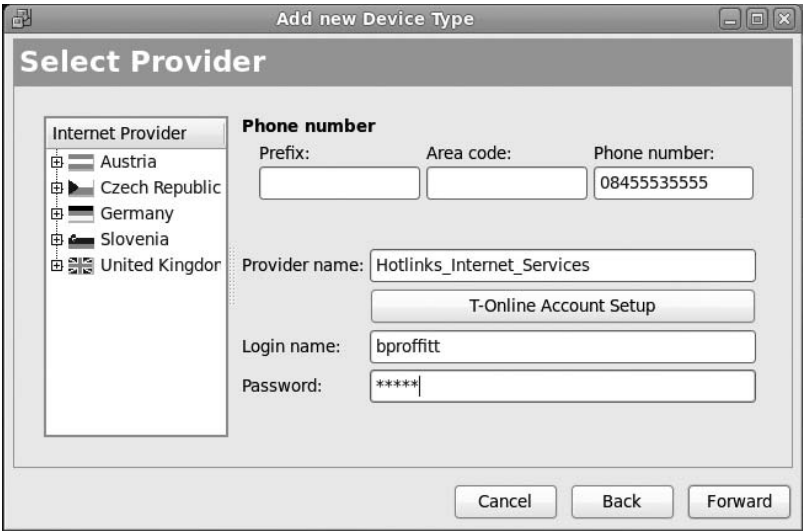 Add new Device Type
Select Provider
Internet Provider
Austria
Czech Republic
Germany
Slovenia
United Kingdor
Phone number
Prefix:
Area code:
Phone number:
08455535555
Provider name:
Hotlinks_Internet_Services
T-Online Account Setup
Login name:
bproffitt
Password:
*****
Cancel
Back
Forward